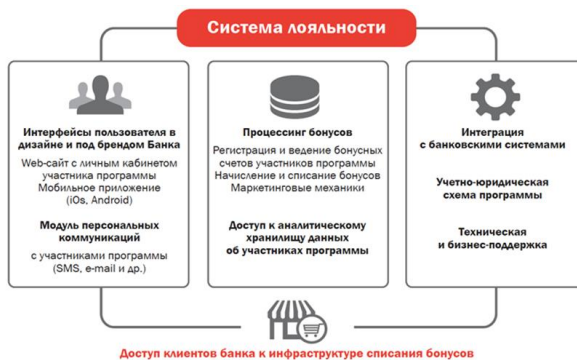 Система лояльности
Интерфейсы пользователя в
дизайне и под брендом Банка
Web-сайт с личным кабинетом
участника программы
Мобильное приложение
(iOs, Android)
Модуль персональных
коммуникаций
с участниками программы
(SMS, e-mail и др.)
Процессинг бонусов
Регистрация и ведение бонусных
счетов участников программы
Начисление и списание бонусов
Маркетинговые механики
Доступ к аналитическому
хранилищу данных
об участниках программы
Интеграция
с банковскими системами
Учетно-юридическая
схема программы
Техническая
и бизнес-поддержка
Доступ клиентов банка к инфраструктуре списания бонусов